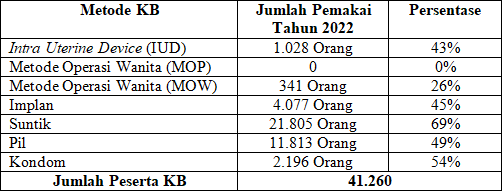 Metode KB Jumlah Pemakai Tahun 2022 Persentase
Intra Uterine Device (IUD) 1.028 Orang 43%
Metode Operasi Wanita (MOP) 0 0%
Metode Operasi Wanita (MOW) 341 Orang 26%
Implan 4.077 Orang 45%
Suntik 21.805 Orang 69%
Pil 11.813 Orang 49%
Kondom 2.196 Orang 54%
Jumlah Peserta KB 41.260